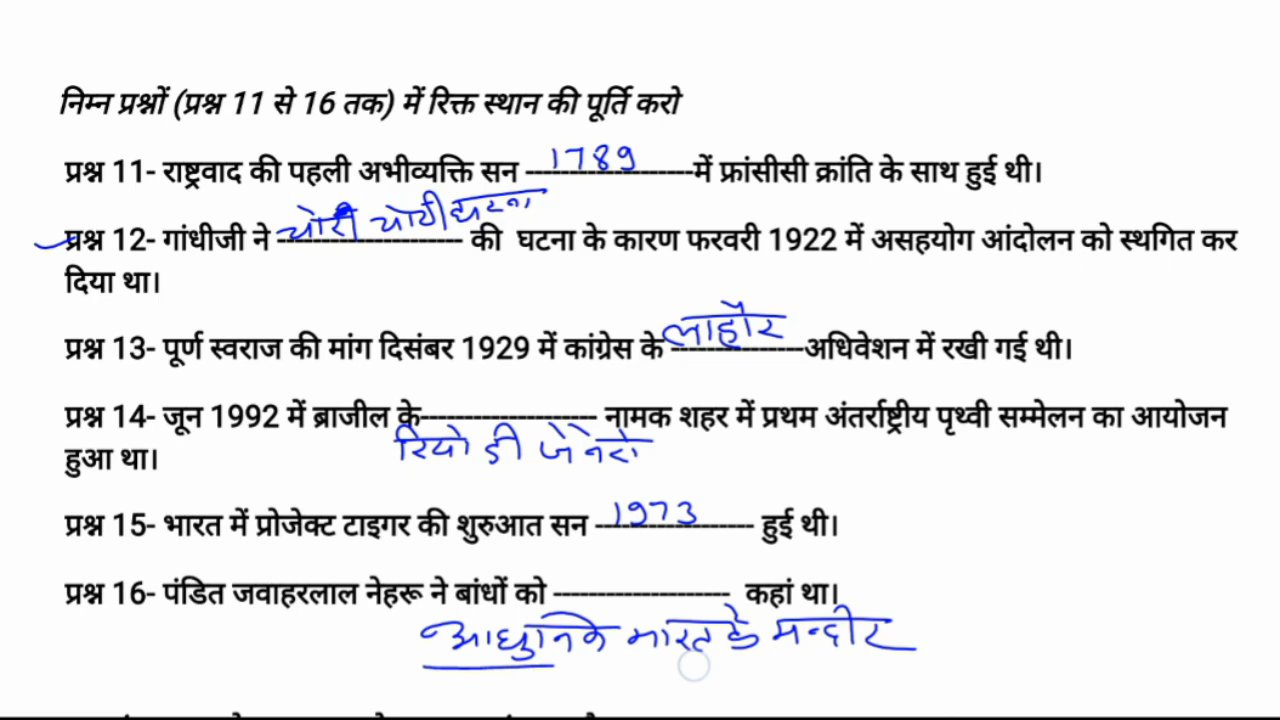 निम्न प्रश्नों (प्रश्न 11 से 16 तक) में रिक्त स्थान की पूर्ति करो
प्रश्न 11- राष्ट्रवाद की पहली अभीव्यक्ति सन -------1789-------में फ्रांसीसी क्रांति के साथ हुई थी।
चोरी चोरी घटना
प्रश्न 12- गांधीजी ने -------------------- की घटना के कारण फरवरी 1922 में असहयोग आंदोलन को स्थगित कर
दिया था।
लाहौर
प्रश्न 13- पूर्ण स्वराज की मांग दिसंबर 1929 में कांग्रेस के --------------अधिवेशन में रखी गई थी।
प्रश्न 14- जून 1992 में ब्राजील के------------------- नामक शहर में प्रथम अंतर्राष्ट्रीय पृथ्वी सम्मेलन का आयोजन
रियो डी जेनेरो
हुआ था।
प्रश्न 15- भारत में प्रोजेक्ट टाइगर की शुरुआत सन ------1973------ हुई थी।
प्रश्न 16- पंडित जवाहरलाल नेहरू ने बांधों को ------------------- कहां था।
आधुनिक भारत के मन्दीर